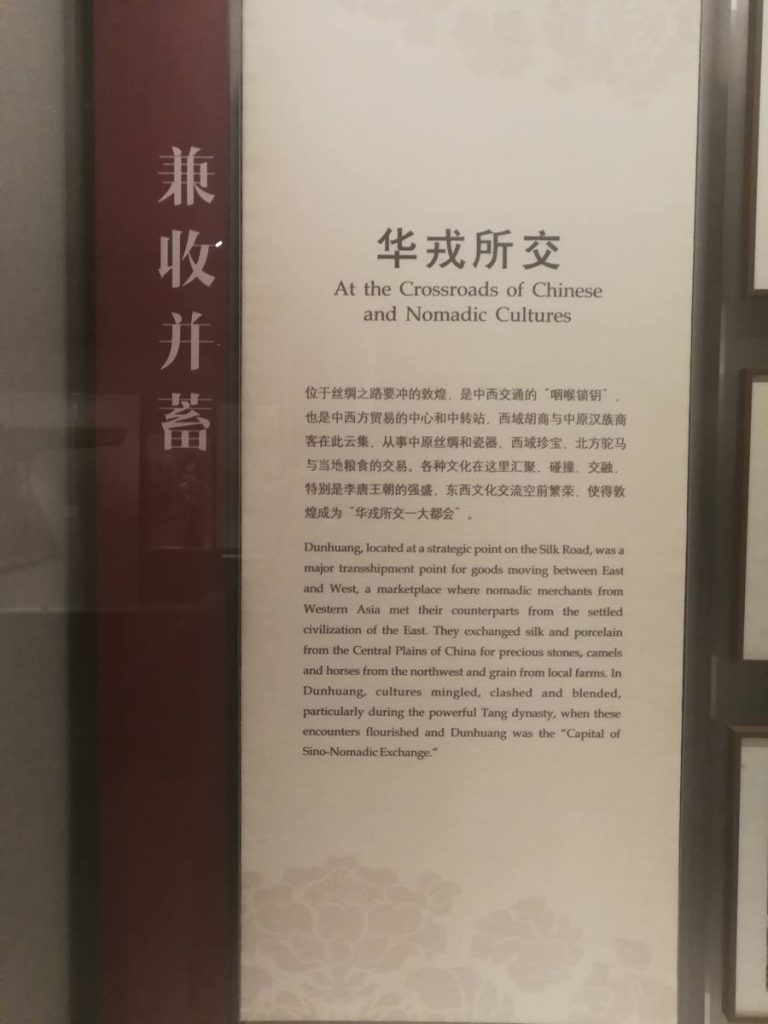 兼收并蓄
华戎所交
At the Crossroads of Chinese
and Nomadic Cultures
位于丝绸之路要冲的敦煌，是中西交通的“咽喉锁钥”，
也是中西方贸易的中心和中转站，西域胡商与中原汉族商
客在此云集，从事中原丝绸和瓷器、西域珍宝、北方驼马
与当地粮食的交易。各种文化在这里汇聚、碰撞、交融，
特别是李唐王朝的强盛，东西文化交流空前繁荣，使得敦
煌成为“华戎所交一大都会”。
Dunhuang, located at a strategic point on the Silk Road, was a
major transshipment point for goods moving between East
and West, a marketplace where nomadic merchants from
Western Asia met their counterparts from the settled
civilization of the East. They exchanged silk and porcelain
from the Central Plains of China for precious stones, camels
and horses from the northwest and grain from local farms. In
Dunhuang, cultures mingled, clashed and blended,
particularly during the powerful Tang dynasty, when these
encounters flourished and Dunhuang was the “Capital of
Sino-Nomadic Exchange.”